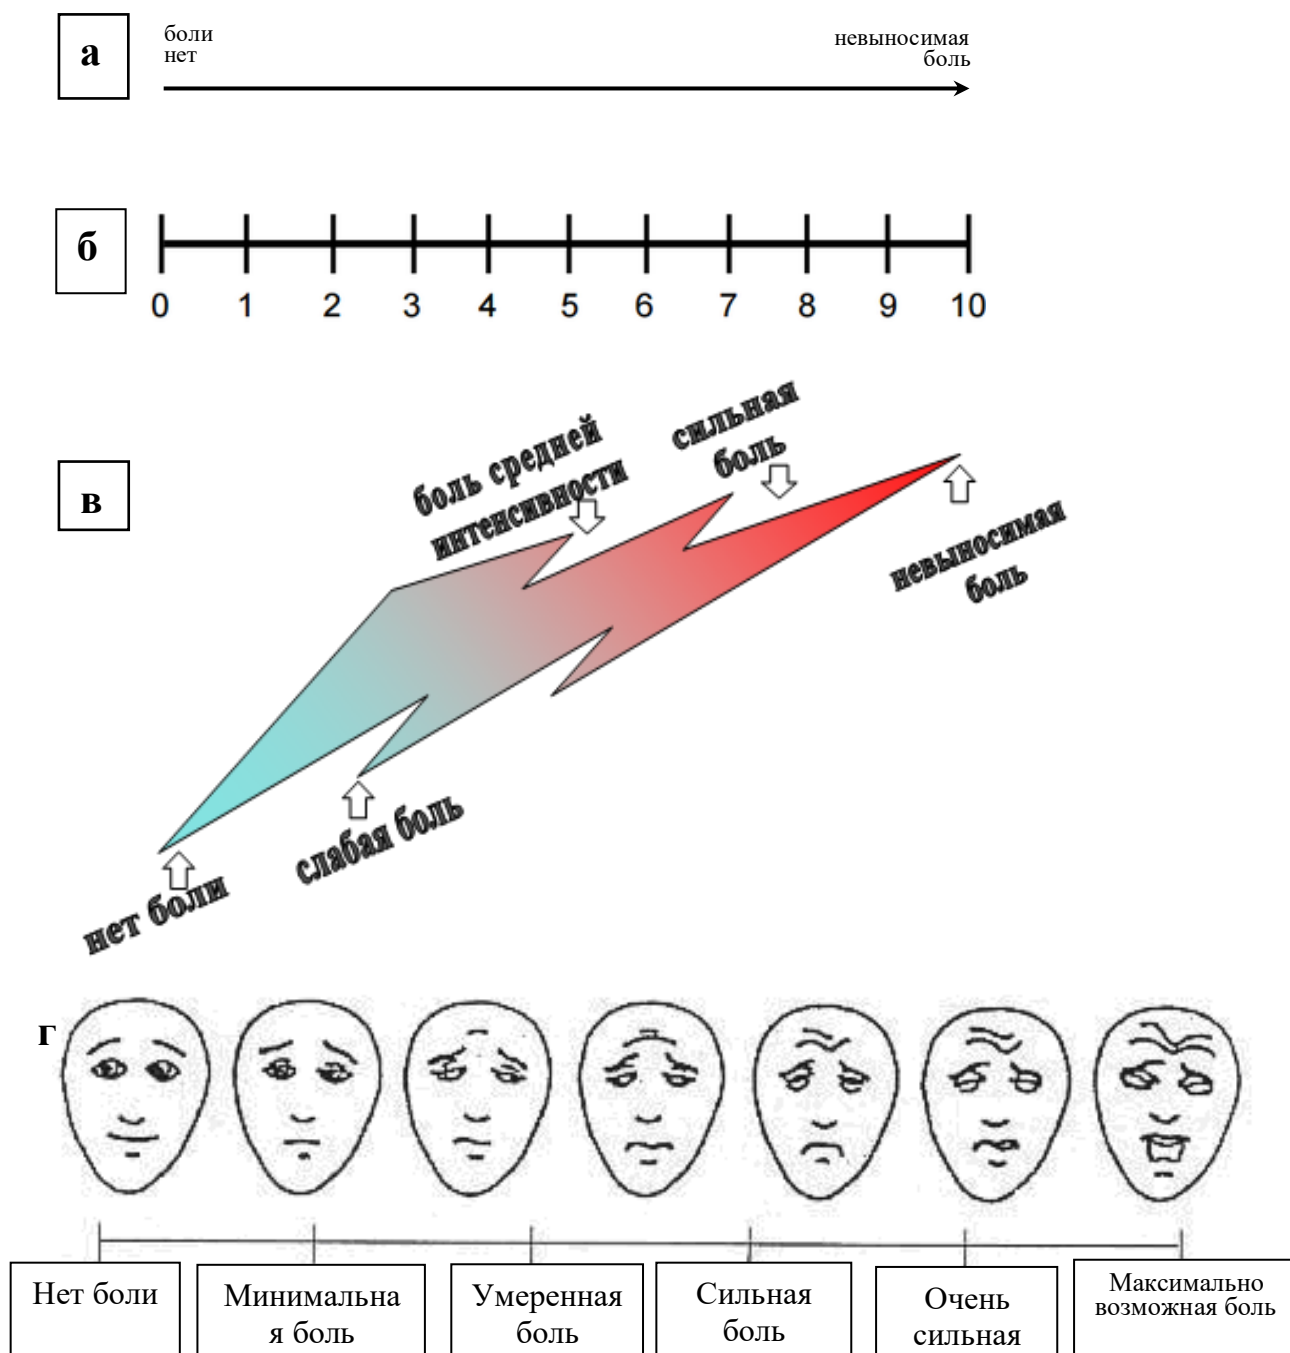 а
боли
нет
невыносимая
боль
б
0 1 2 3 4 5 6 7 8 9 10
в
боль средней
интенсивности
сильная
боль
невыносимая
боль
слабая боль
нет боли
г
Нет боли
Минимальна
я боль
Умеренная
боль
Сильная
боль
Очень
сильная
Максимально
возможная боль